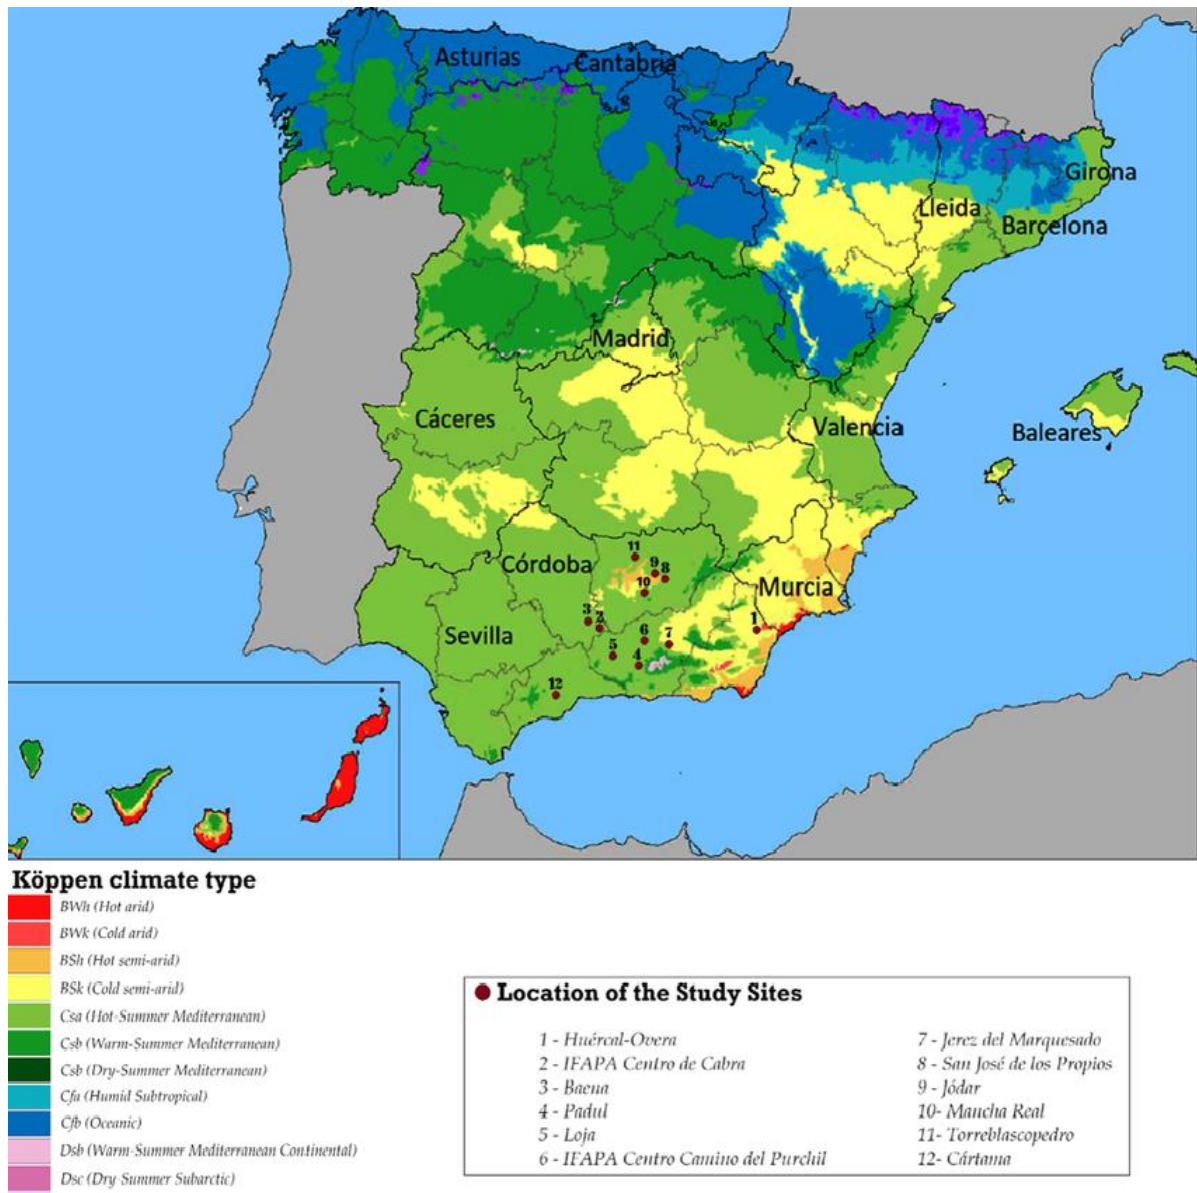 Asturias
Cantabria
Girona
Lleida
Barcelona
Madrid
Cáceres
Valencia
Baleares
Córdoba
Murcia
Sevilla
11
9
8
10
3
2
1
6
7
5
4
12
Köppen climate type
BWh (Hot arid)
BWk (Cold arid)
BSh (Hot semi-arid)
BSk (Cold semi-arid)
Csa (Hot-Summer Mediterranean)
Csb (Warm-Summer Mediterranean)
Csb (Dry-Summer Mediterranean)
Cfa (Humid Subtropical)
Cfb (Oceanic)
Dsb (Warm-Summer Mediterranean Continental)
Dsc (Dry Summer Subarctic)
Location of the Study Sites
1 - Huércal-Overa
2 - IFAPA Centro de Cabra
3 - Baena
4 - Padul
5 - Loja
6 - IFAPA Centro Camino del Purchil
7 - Jerez del Marquesado
8 - San José de los Propios
9 - Jódar
10- Mancha Real
11- Torreblascopedro
12- Cártama